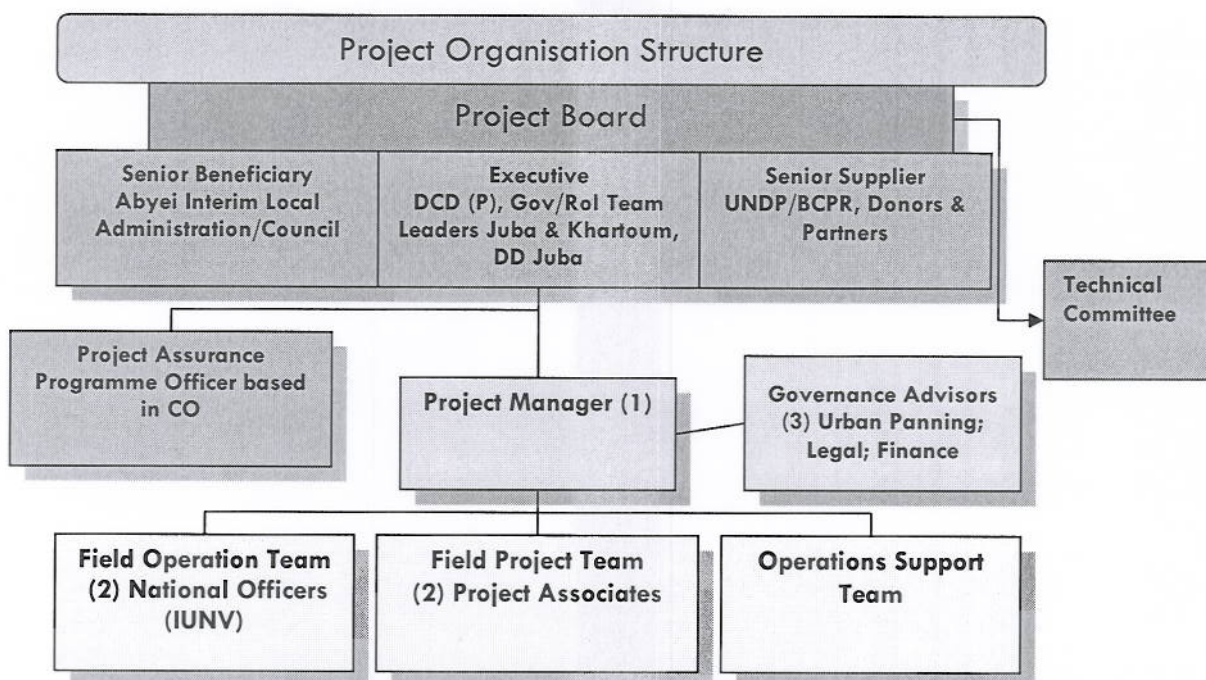 Project Organisation Structure
Project Board
Senior Beneficiary
Abyei Interim Local
Administration/Council
Executive
DCD (P), Gov/Rol Team
Leaders Juba & Khartoum,
DD Juba
Senior Supplier
UNDP/BCPR, Donors &
Partners
Technical
Committee
Project Assurance
Programme Officer based
in CO
Project Manager (1)
Governance Advisors
(3) Urban Panning;
Legal; Finance
Field Operation Team
(2) National Officers
(IUNV)
Field Project Team
(2) Project Associates
Operations Support
Team